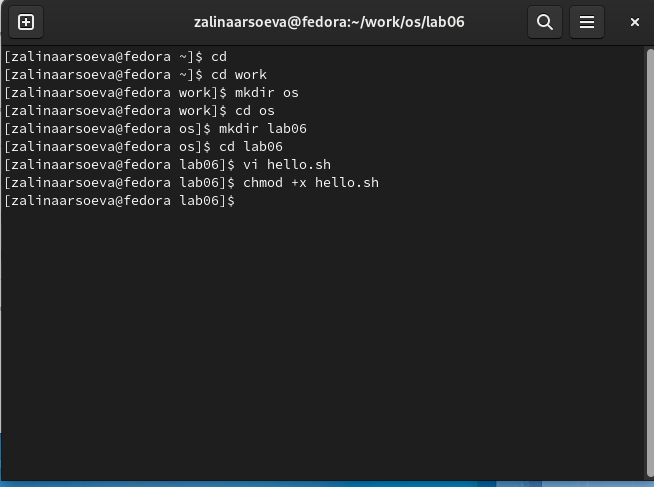 zalinaarsoeva@fedora:~/work/os/lab06
[zalinaarsoeva@fedora ~]$ cd
[zalinaarsoeva@fedora ~]$ cd work
[zalinaarsoeva@fedora work]$ mkdir os
[zalinaarsoeva@fedora work]$ cd os
[zalinaarsoeva@fedora os]$ mkdir lab06
[zalinaarsoeva@fedora os]$ cd lab06
[zalinaarsoeva@fedora lab06]$ vi hello.sh
[zalinaarsoeva@fedora lab06]$ chmod +x hello.sh
[zalinaarsoeva@fedora lab06]$